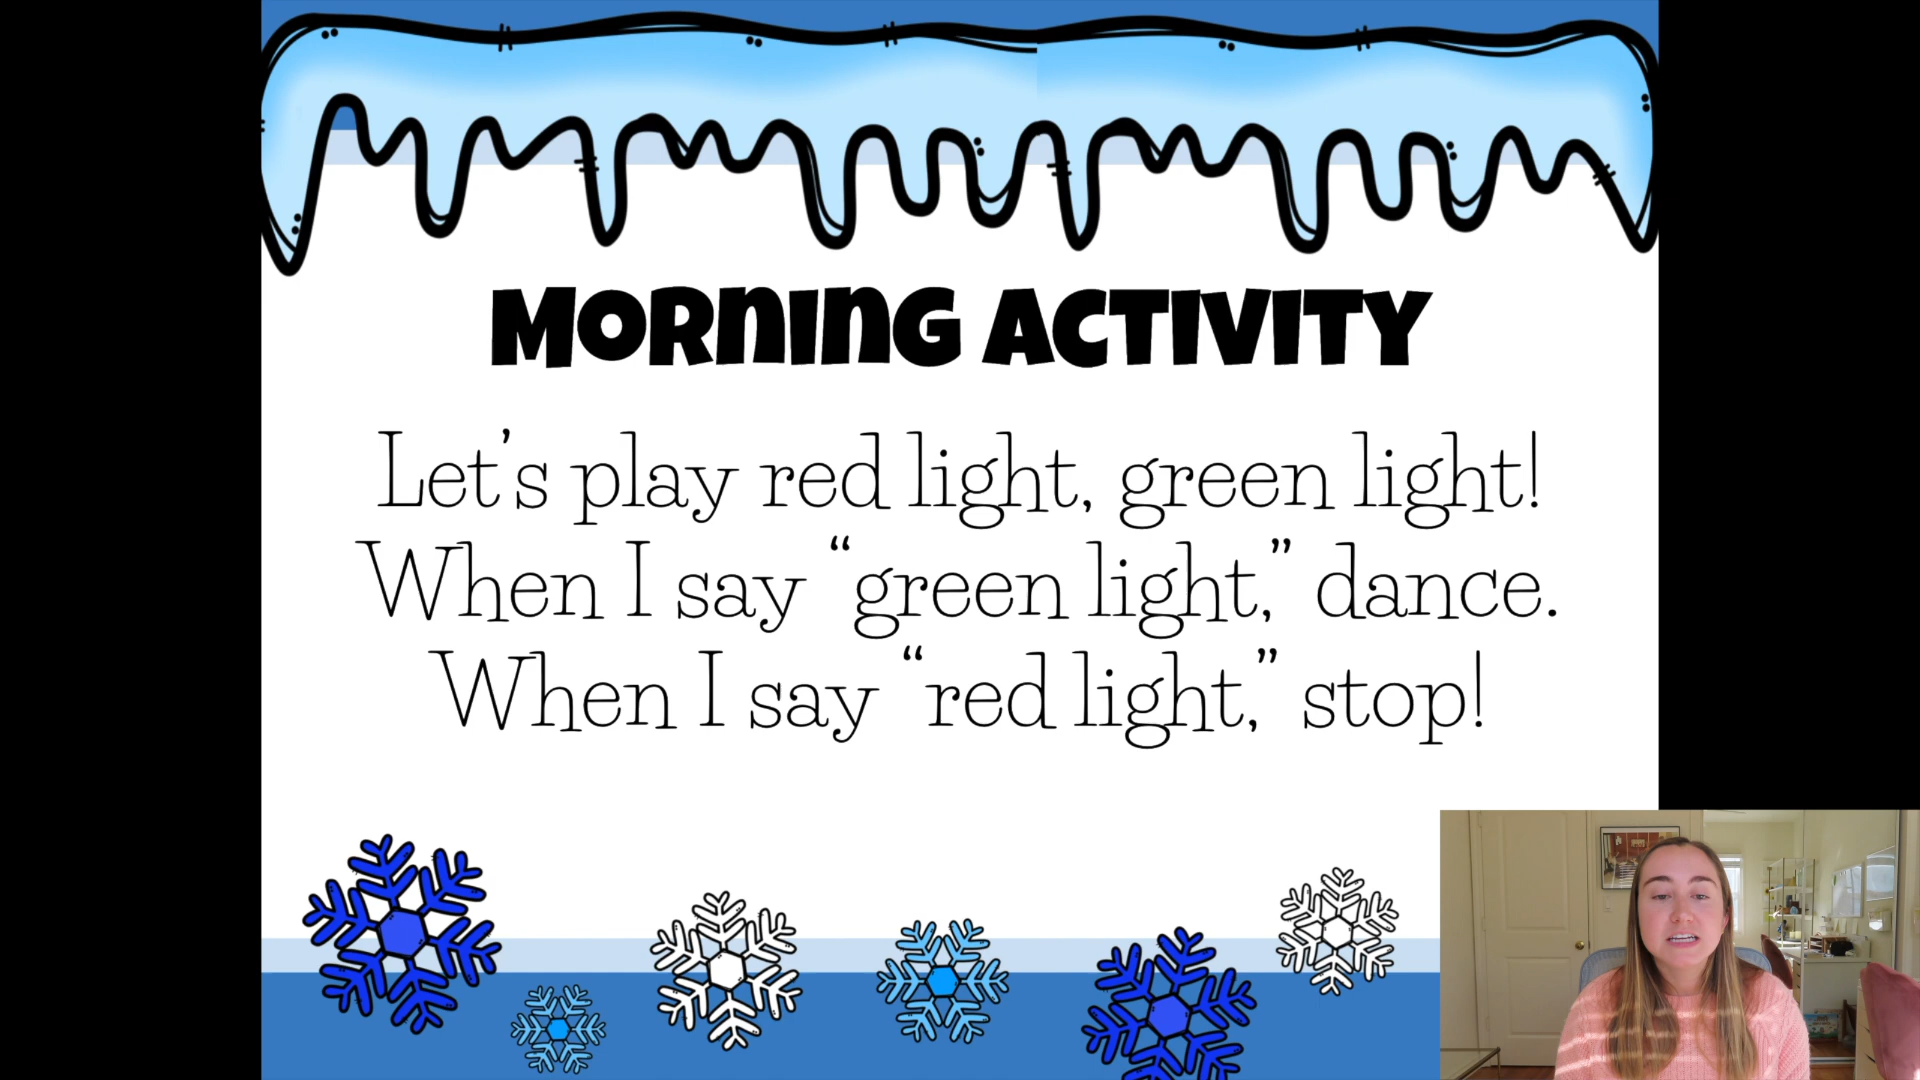 MORNING ACTIVITY
Let's play red light, green light!
When I say “green light,” dance.
When I say “red light,” stop!